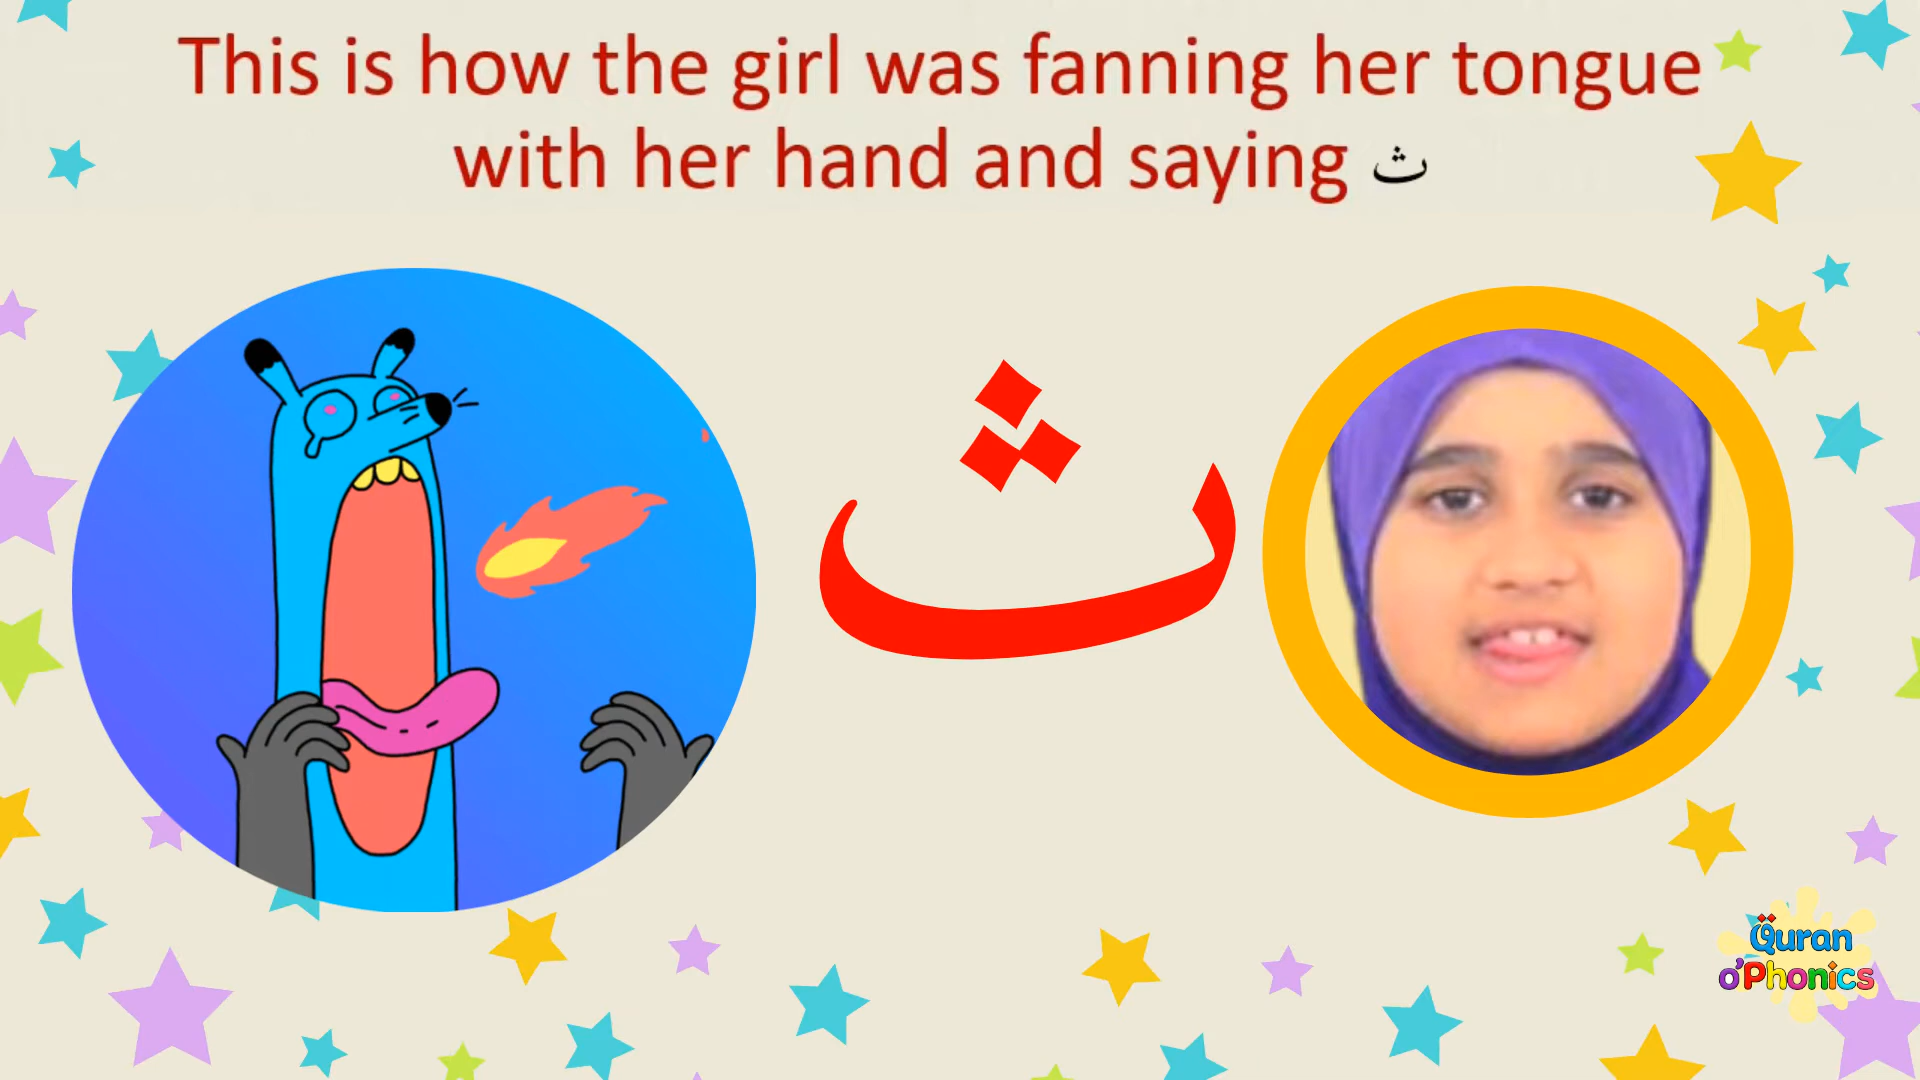 This is how the girl was fanning her tongue
with her hand and saying ث
ث
Quran
o'Phonics